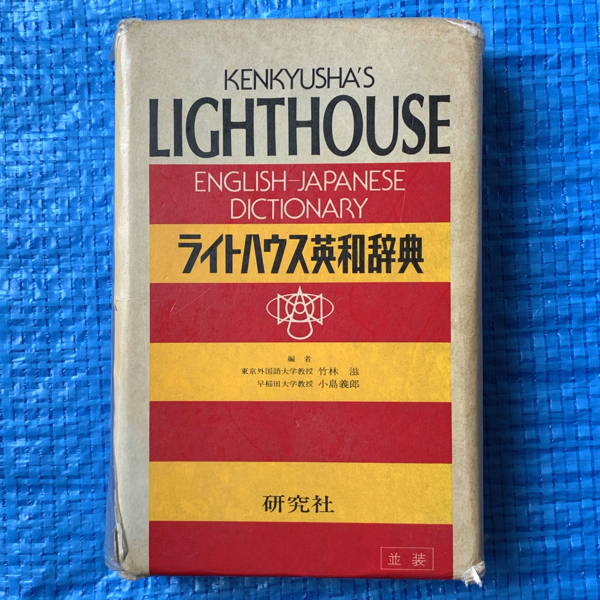 KENKYUSHA'S
LIGHTHOUSE
ENGLISH-JAPANESE
DICTIONARY
ライトハウス英和辞典
編者
東京外国語大学教授 竹林 滋
早稲田大学教授 小島義郎
研究社
並装